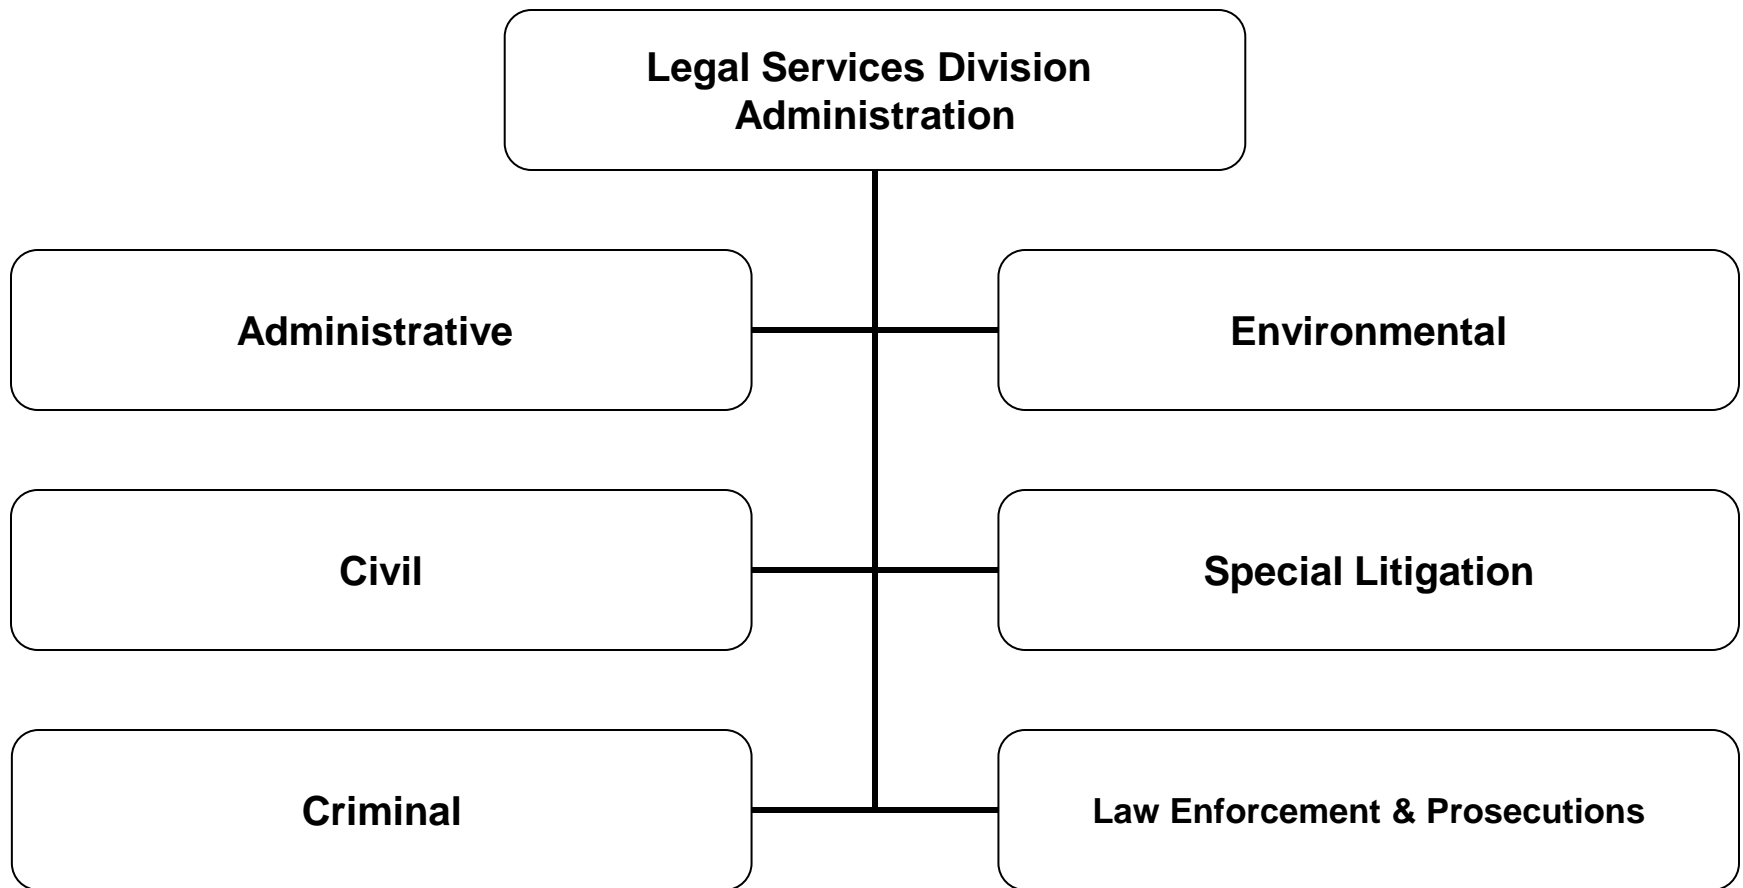 Legal Services Division
Administration
Administrative
Environmental
Civil
Special Litigation
Criminal
Law Enforcement & Prosecutions